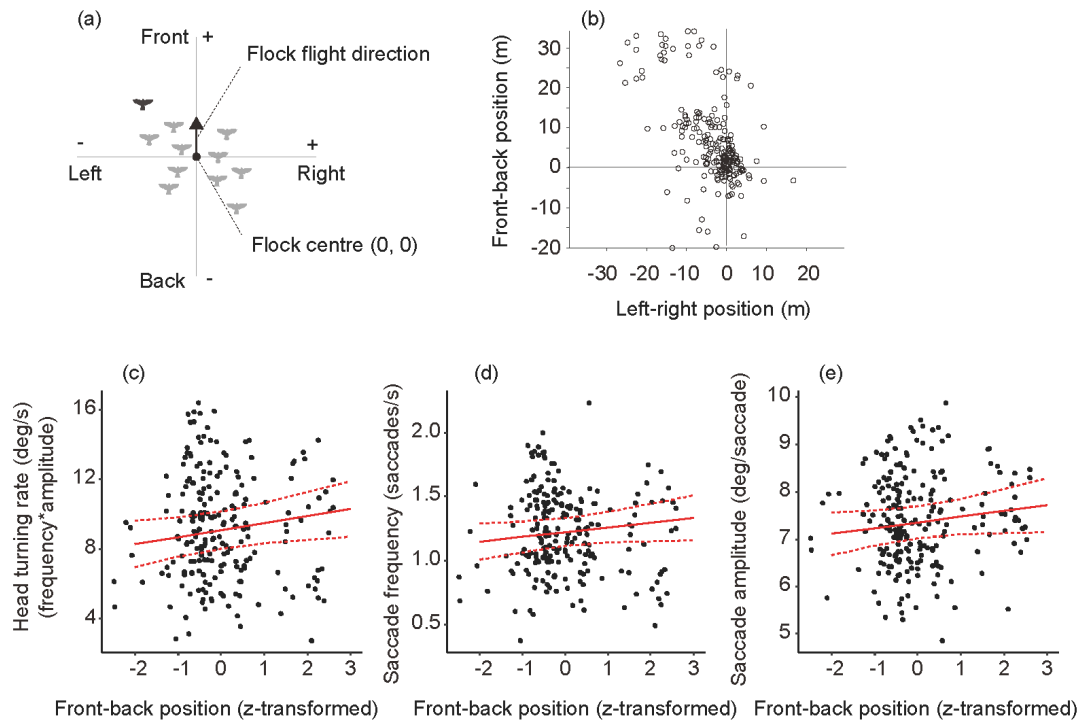 (a)
Front
+
Flock flight direction
-
+
Left
Right
Flock centre (0, 0)
Back
-
(b)
Front–back position (m)
30
20
10
0
-10
-20
-30
-20
-10
0
10
20
Left-right position (m)
(c)
Head turning rate (deg/s)
(frequency*amplitude)
16
12
8
4
-2
-1
0
1
2
3
Front-back position (z-transformed)
(d)
Saccade frequency (saccades/s)
2.0
1.5
1.0
0.5
-2
-1
0
1
2
3
Front-back position (z-transformed)
(e)
Saccade amplitude (deg/saccade)
10
9
8
7
6
5
-2
-1
0
1
2
3
Front-back position (z-transformed)